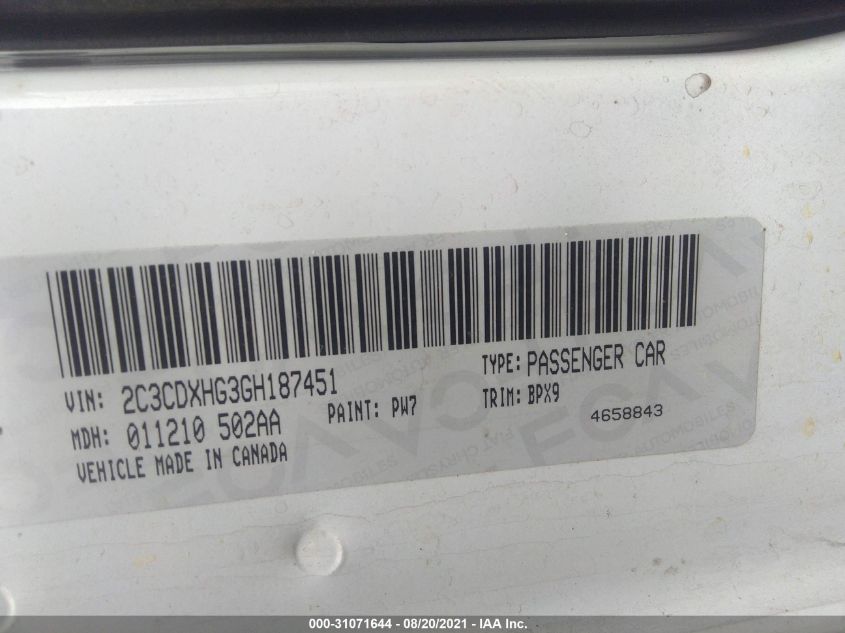 VIN: 2C3CDXHG3GH187451
TYPE: PASSENGER CAR
MDH: 011210 502AA
PAINT: PW7
TRIM: BPX9
4658843
VEHICLE MADE IN CANADA
000-31071644 - 08/20/2021 - IAA Inc.